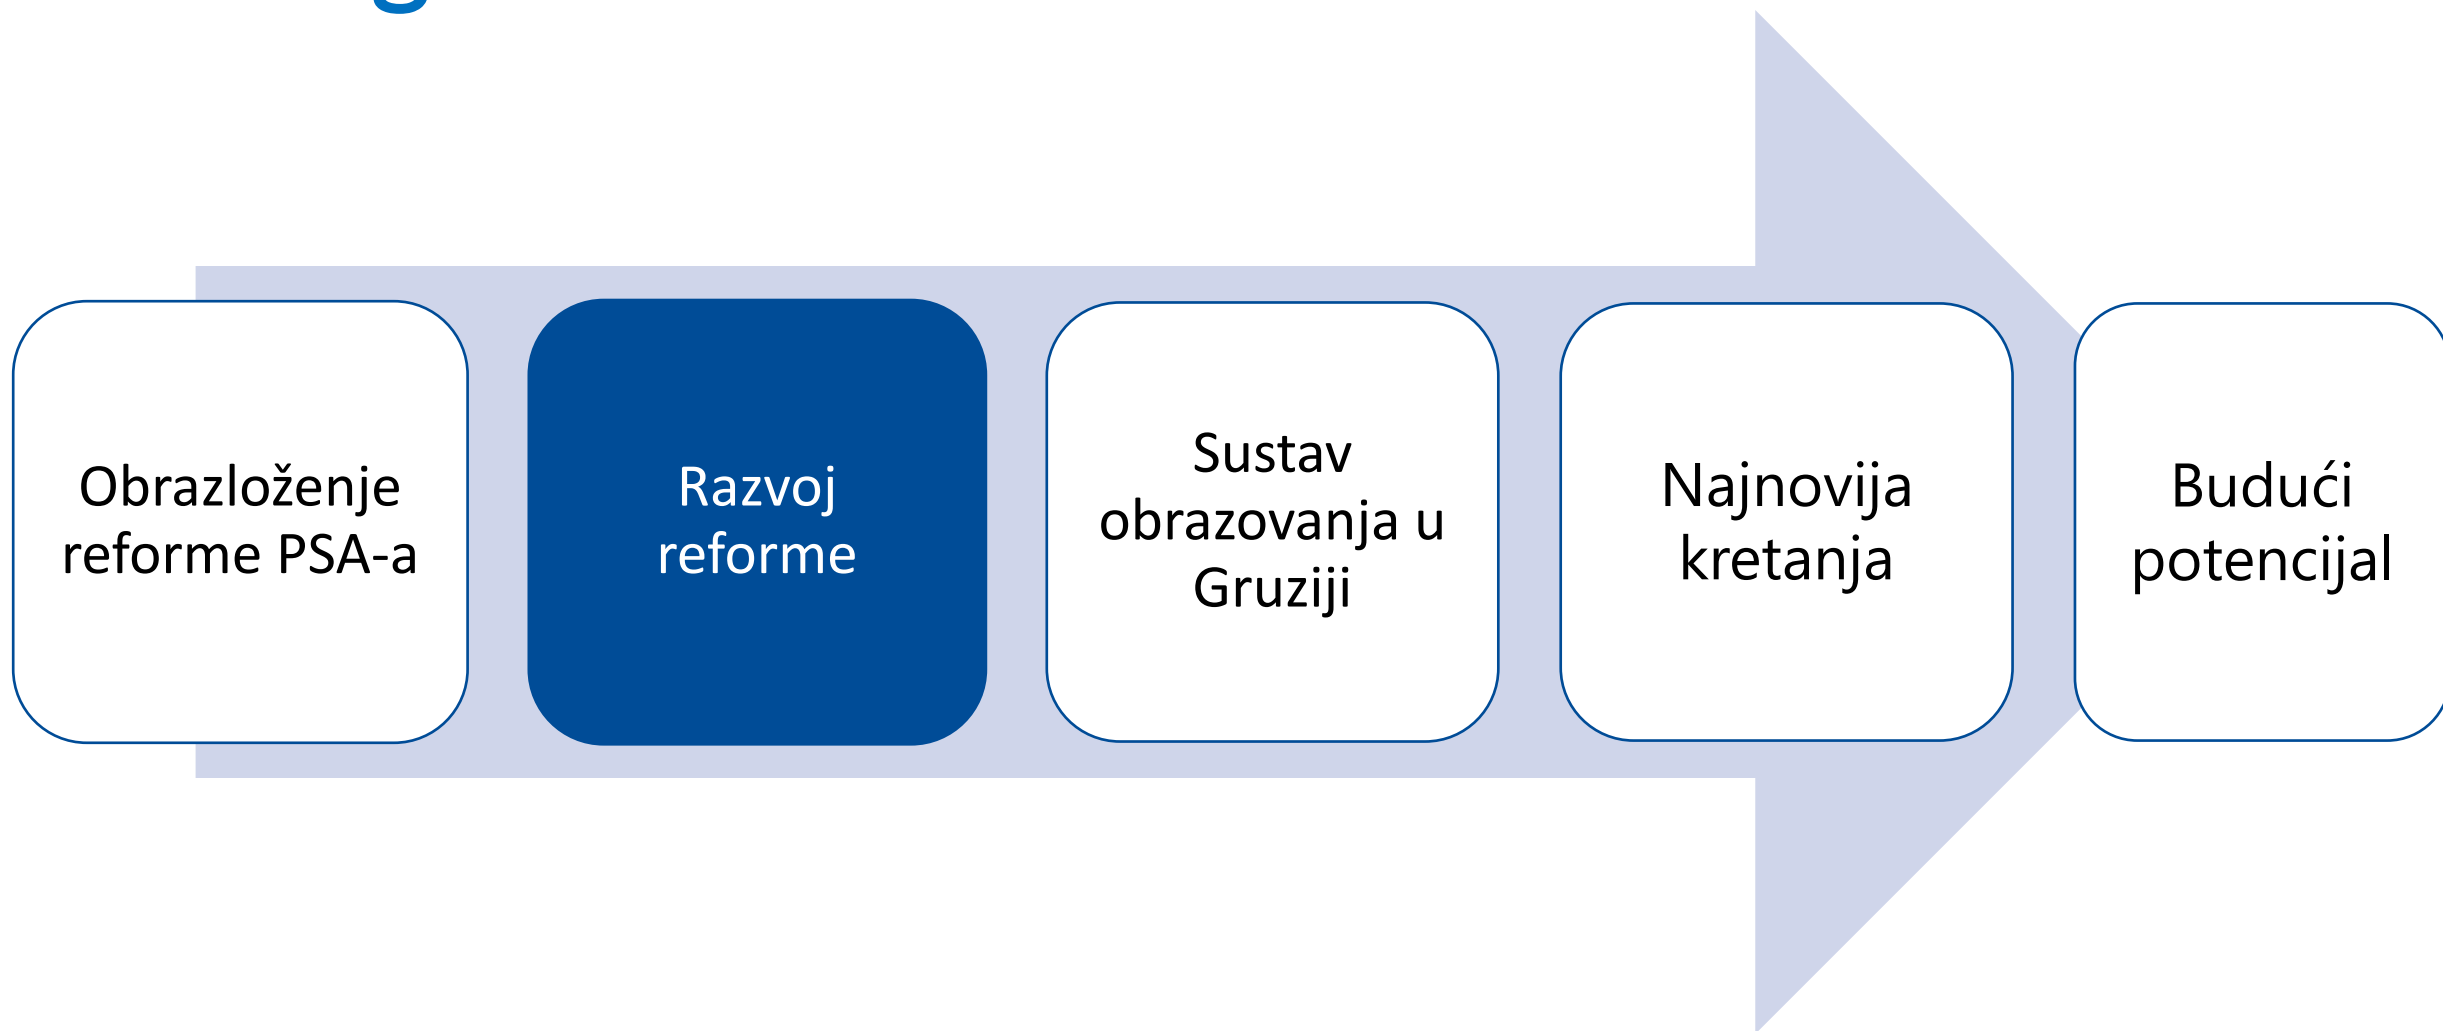 Obrazloženje
reforme PSA-a
Razvoj
reforme
Sustav
obrazovanja u
Gruziji
Najnovija
kretanja
Budući
potencijal